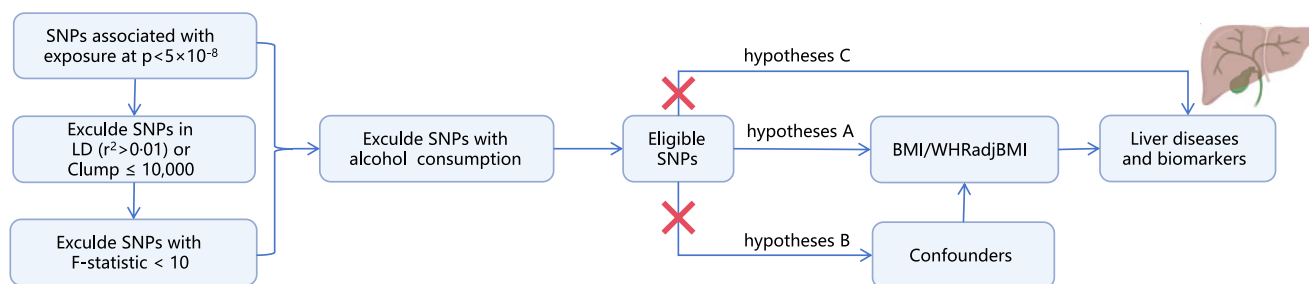 SNPs associated with
exposure at p<5×10⁻⁸
Exculde SNPs in
LD (r²>0·01) or
Clump ≤ 10,000
Exculde SNPs with
F-statistic < 10
Exculde SNPs with
alcohol consumption
Eligible
SNPs
hypotheses C
hypotheses A
hypotheses B
BMI/WHRadjBMI
Confounders
Liver diseases
and biomarkers